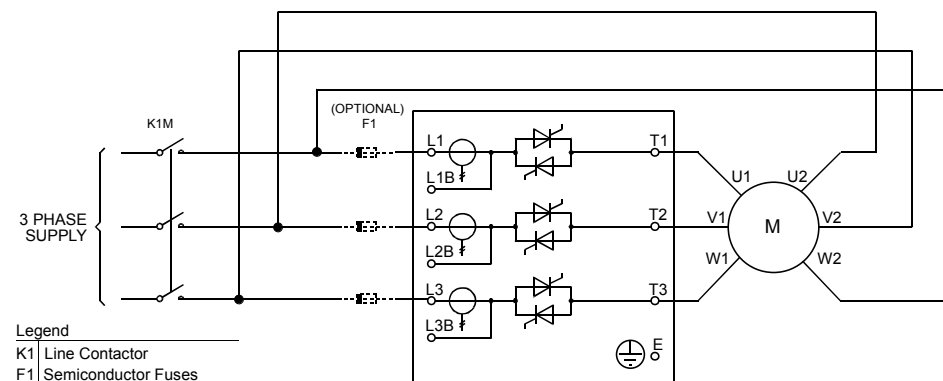 (OPTIONAL)
K1M
F1
L1
T1
L1B
U1
U2
3 PHASE
SUPPLY
L2
T2
V1
M
V2
L2B
W1
W2
L3
T3
L3B
E
Legend
K1 Line Contactor
F1 Semiconductor Fuses